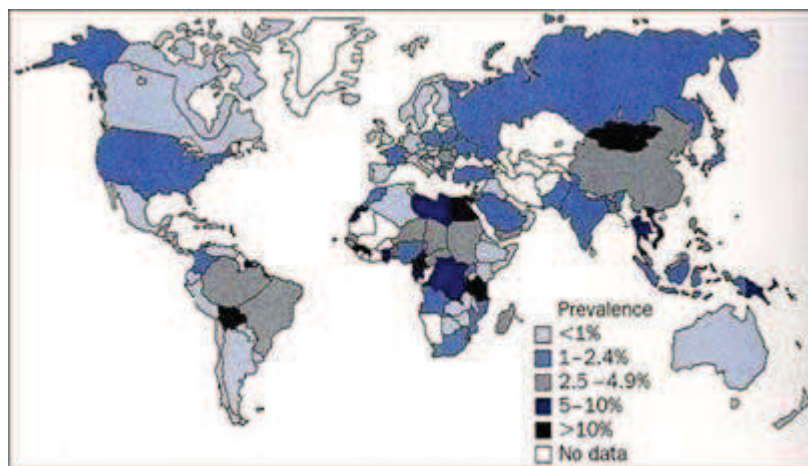 Prevalence
<1%
1–2.4%
2.5–4.9%
5–10%
>10%
No data